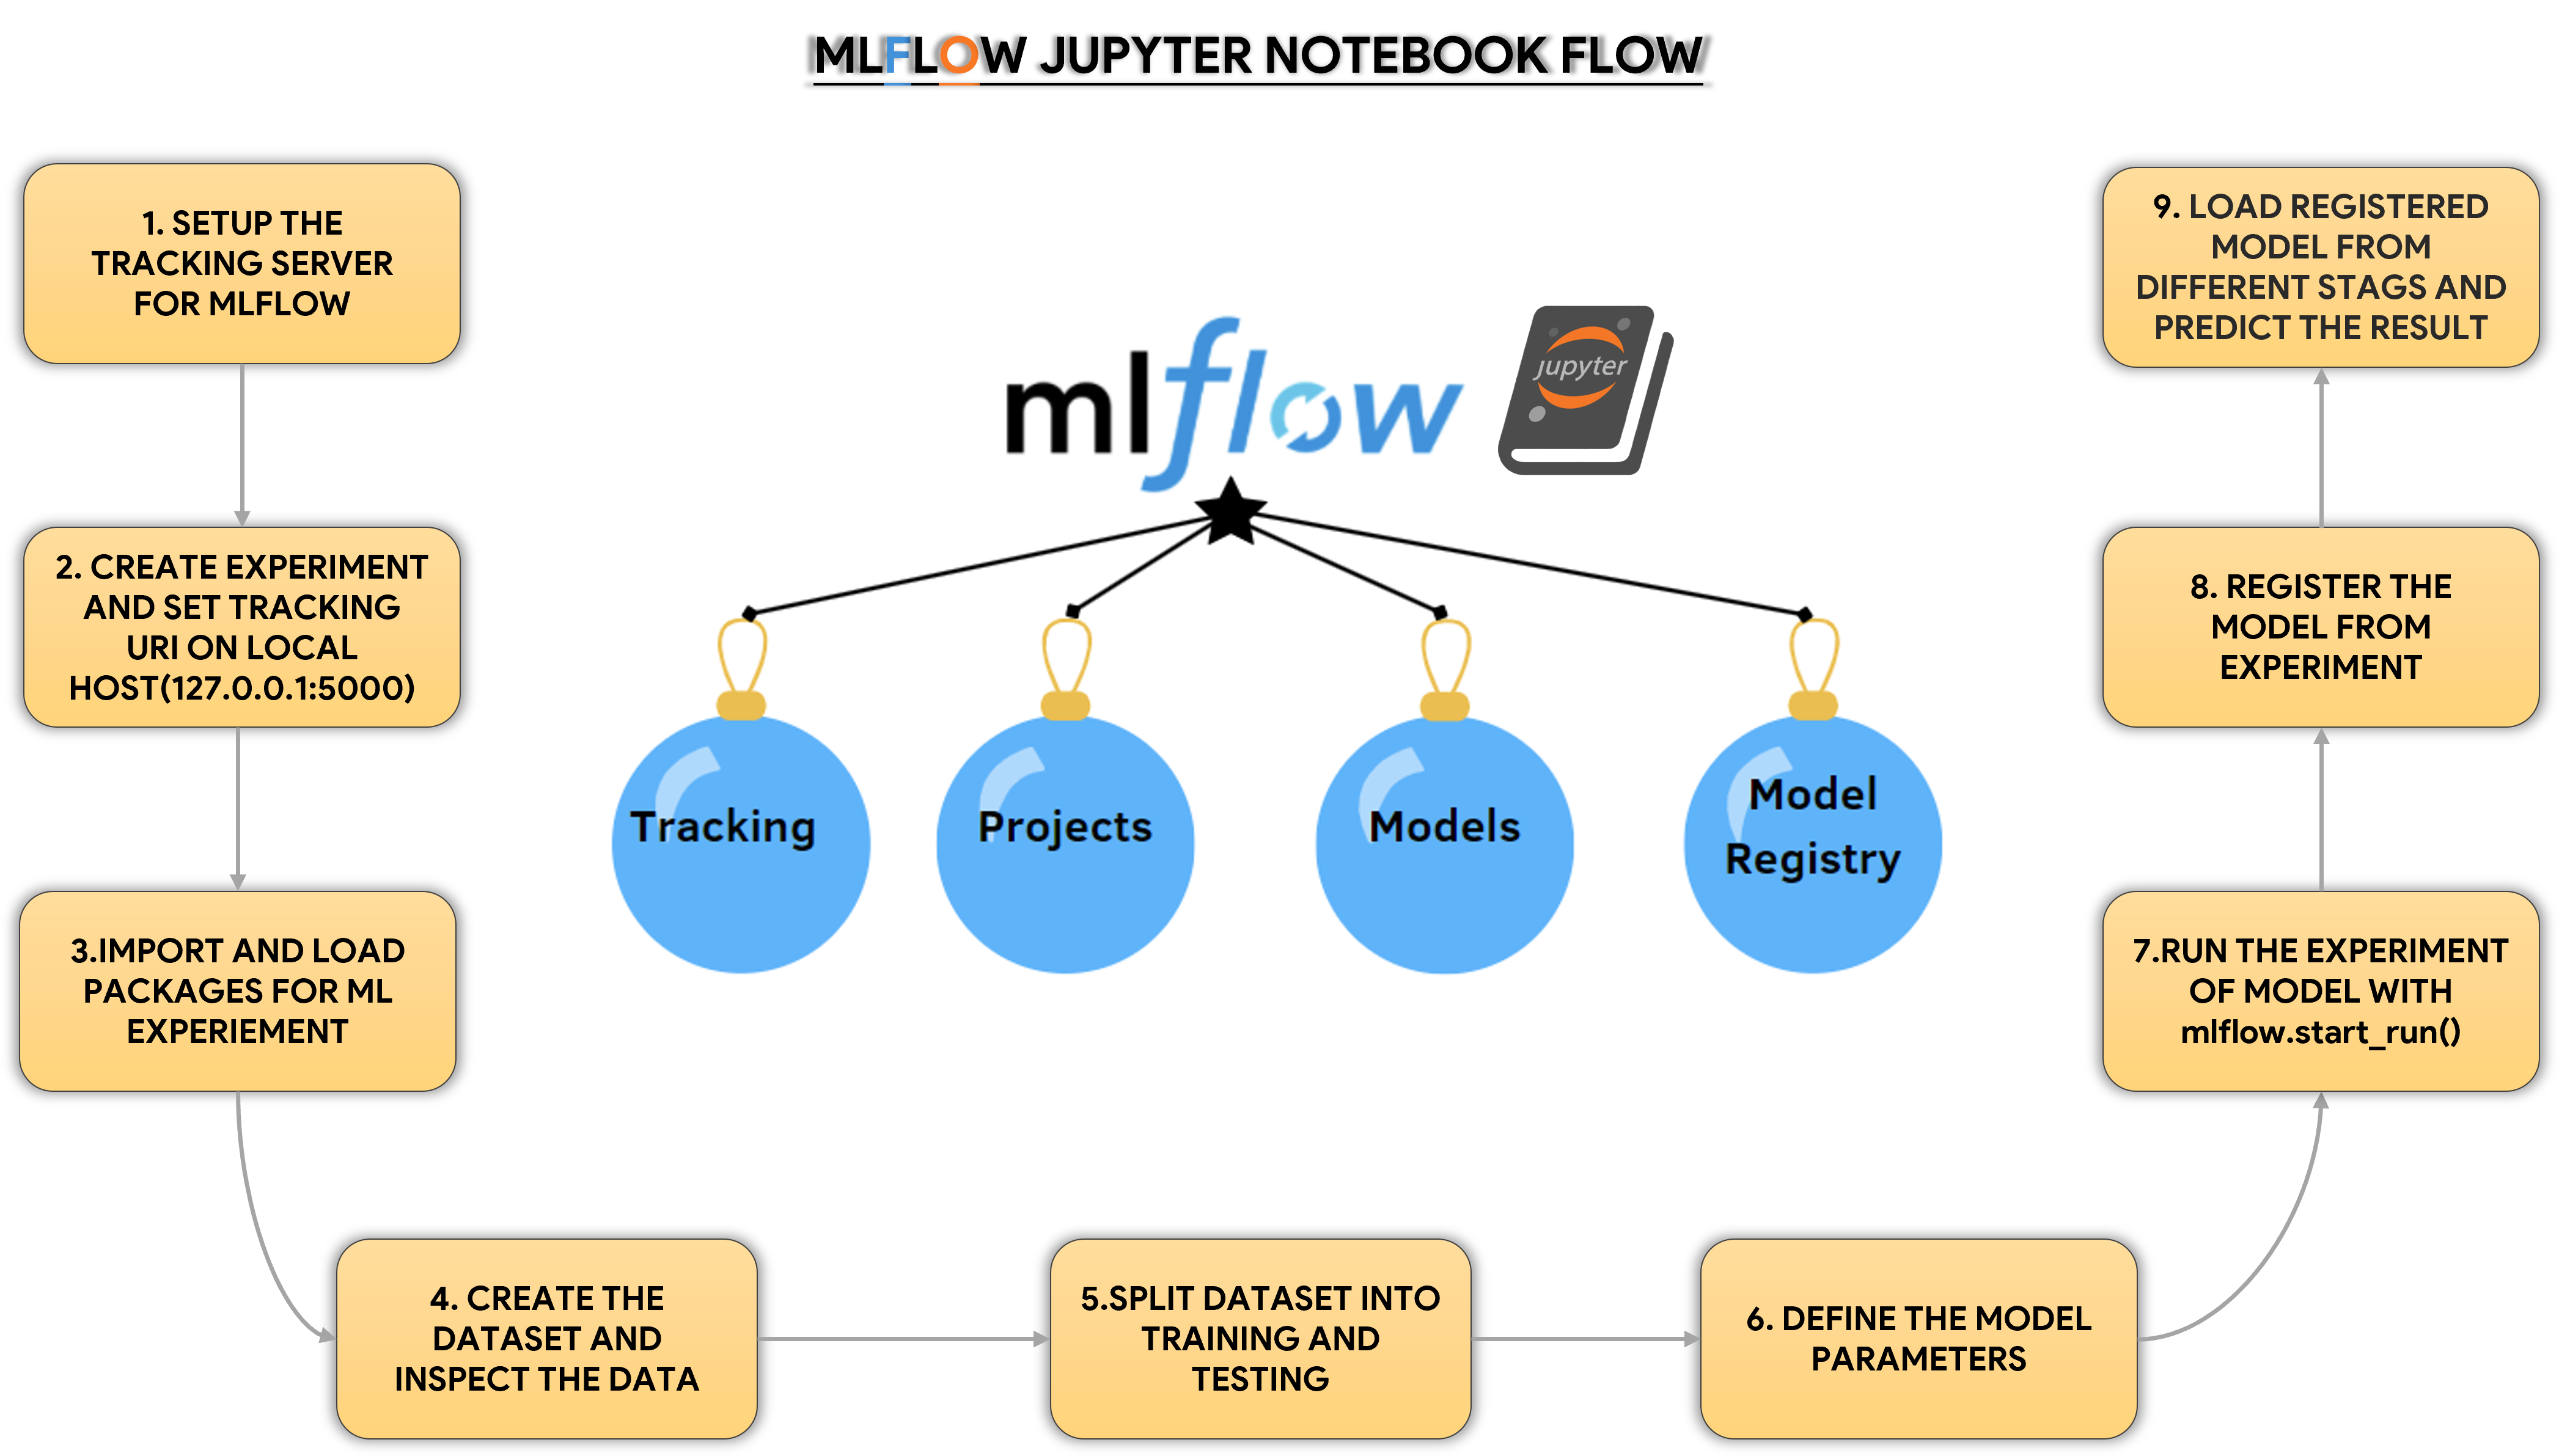 MLFLOW JUPYTER NOTEBOOK FLOW
1. SETUP THE
TRACKING SERVER
FOR MLFLOW
2. CREATE EXPERIMENT
AND SET TRACKING
URI ON LOCAL
HOST(127.0.0.1:5000)
3.IMPORT AND LOAD
PACKAGES FOR ML
EXPERIEMENT
4. CREATE THE
DATASET AND
INSPECT THE DATA
5.SPLIT DATASET INTO
TRAINING AND
TESTING
6. DEFINE THE MODEL
PARAMETERS
7.RUN THE EXPERIMENT
OF MODEL WITH
mlflow.start_run()
8. REGISTER THE
MODEL FROM
EXPERIMENT
9. LOAD REGISTERED
MODEL FROM
DIFFERENT STAGS AND
PREDICT THE RESULT
mlflow
jupyter
Tracking
Projects
Models
Model
Registry